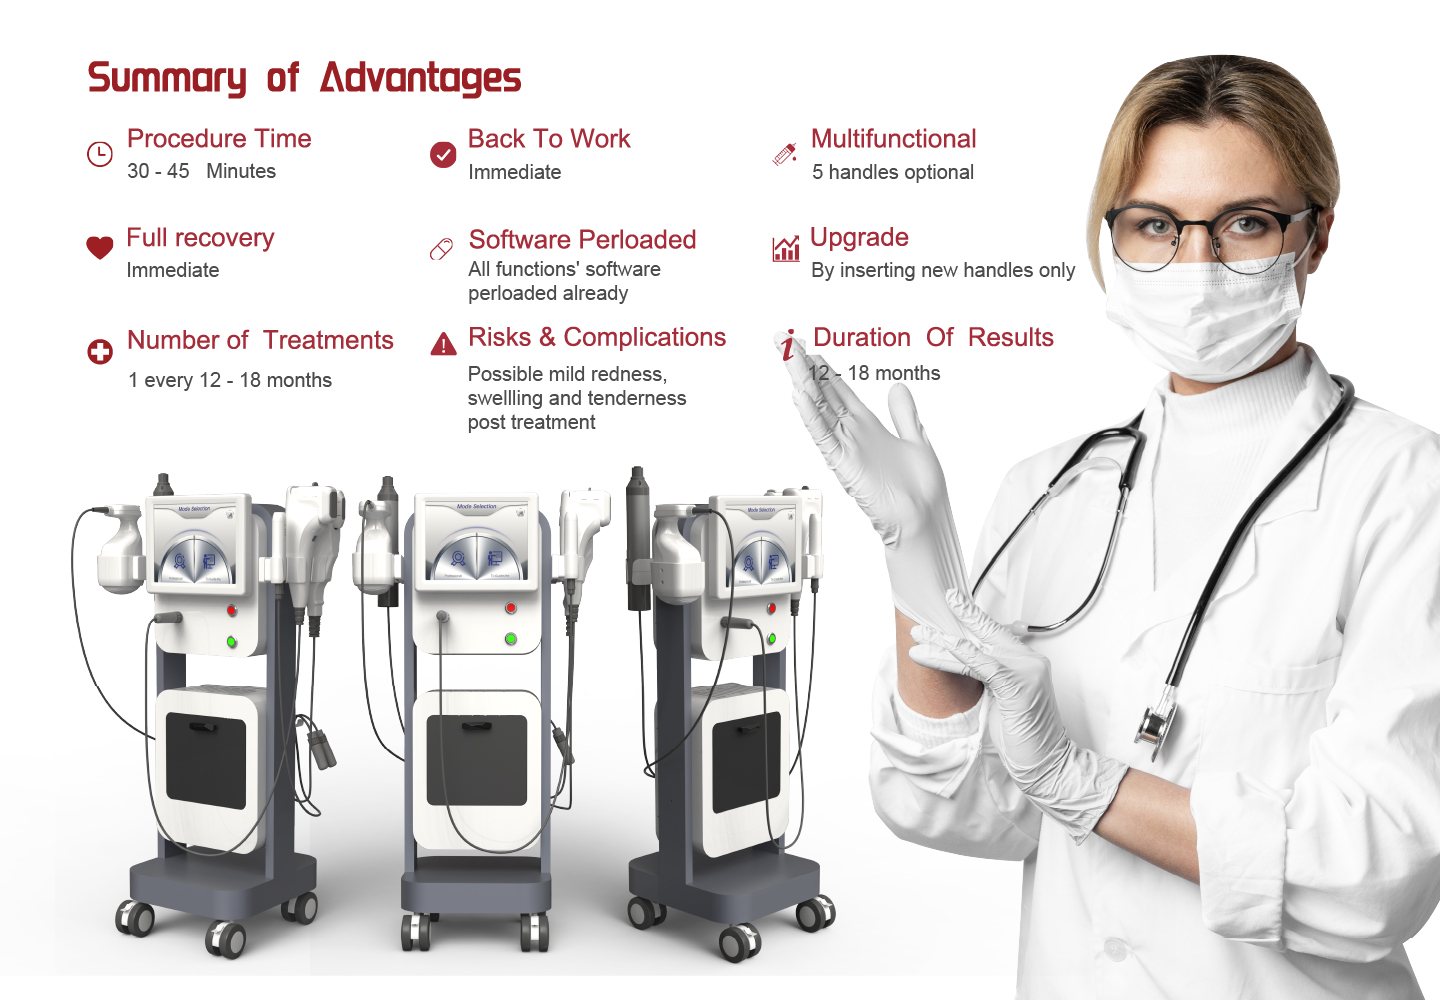 Summary of Advantages
Procedure Time
30 - 45 Minutes
Back To Work
Immediate
Multifunctional
5 handles optional
Full recovery
Immediate
Software Perloaded
All functions' software
perloaded already
Upgrade
By inserting new handles only
Number of Treatments
1 every 12 - 18 months
Risks & Complications
Possible mild redness,
swellling and tenderness
post treatment
i Duration Of Results
12 - 18 months
Mode Selection
Mode Selection
Mode Selection